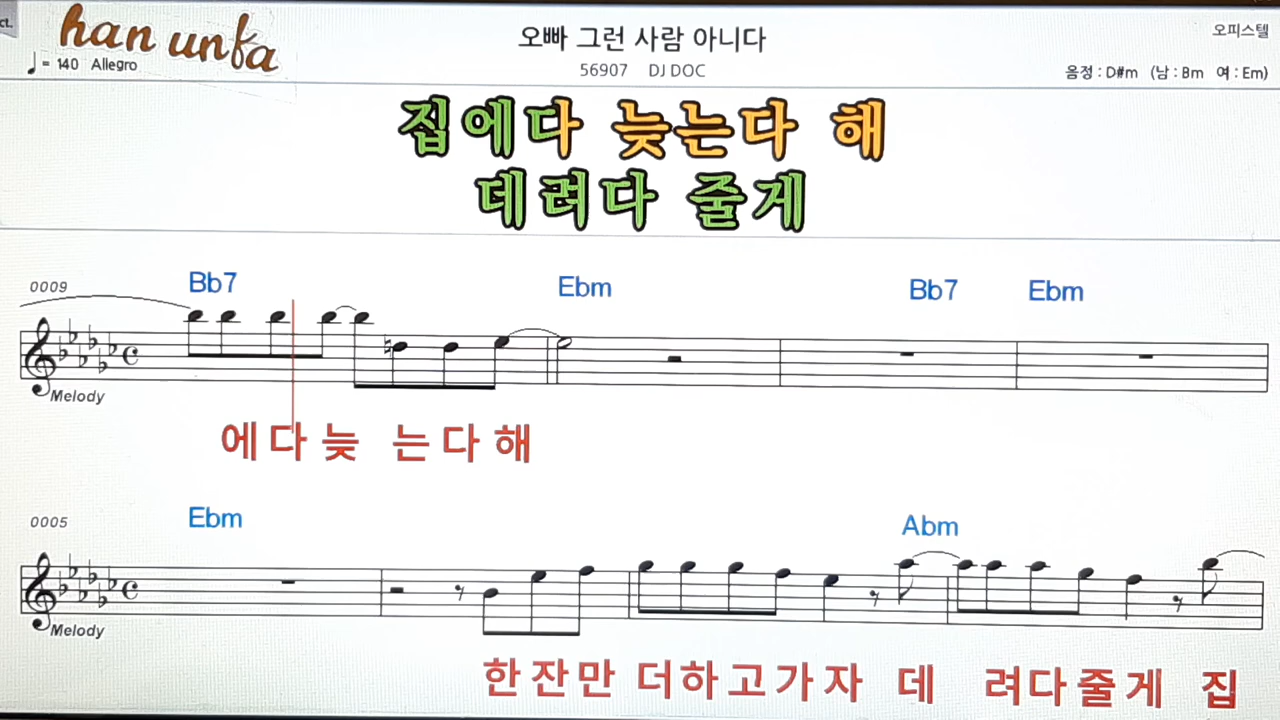 ct.
han unfa
♩ = 140 Allegro
오빠 그런 사람 아니다
56907 DJ DOC
오피스텔
음정 : D#m (남 : Bm 여 : Em)
집에다 늦는다 해
데려다 줄게
0009
Bb7 Ebm Bb7 Ebm
Melody
에 다 늦 는 다 해
0005
Ebm Abm
Melody
한 잔 만 더 하 고 가 자 데 려 다 줄 게 집